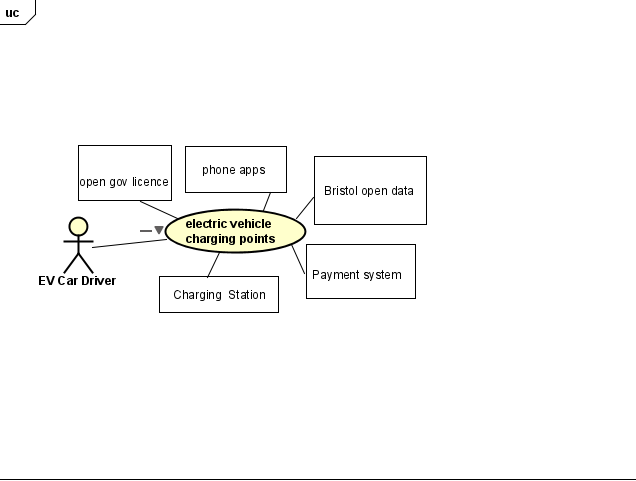 uc
phone apps
open gov licence
Bristol open data
electric vehicle
charging points
EV Car Driver
Payment system
Charging  Station